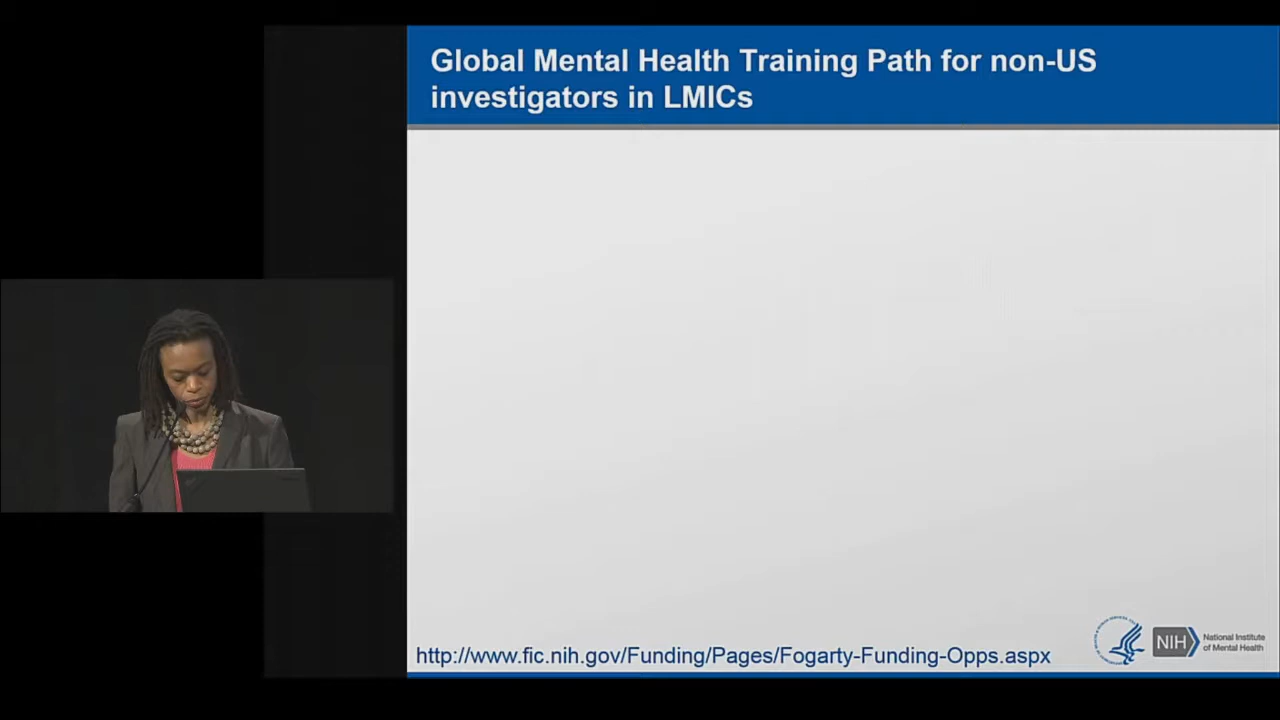 Global Mental Health Training Path for non-US
investigators in LMICs
http://www.fic.nih.gov/Funding/Pages/Fogarty-Funding-Opps.aspx
NIH
National Institute
of Mental Health